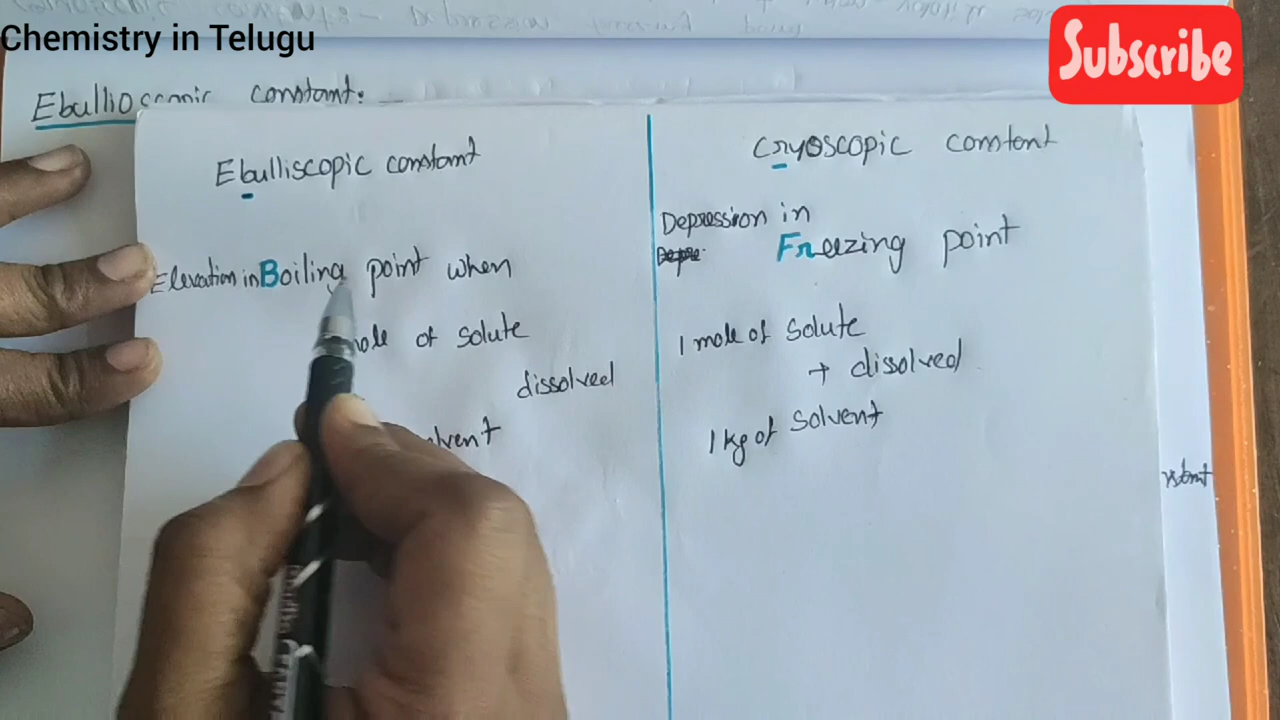 Chemistry in Telugu
Subscribe
constant:
Ebulliscopic constant
Elevation in Boiling point when
of solute
dissolved
Cryoscopic constant
Depression in
Freezing point
1 mole of solute
+ dissolved
1 kg of solvent